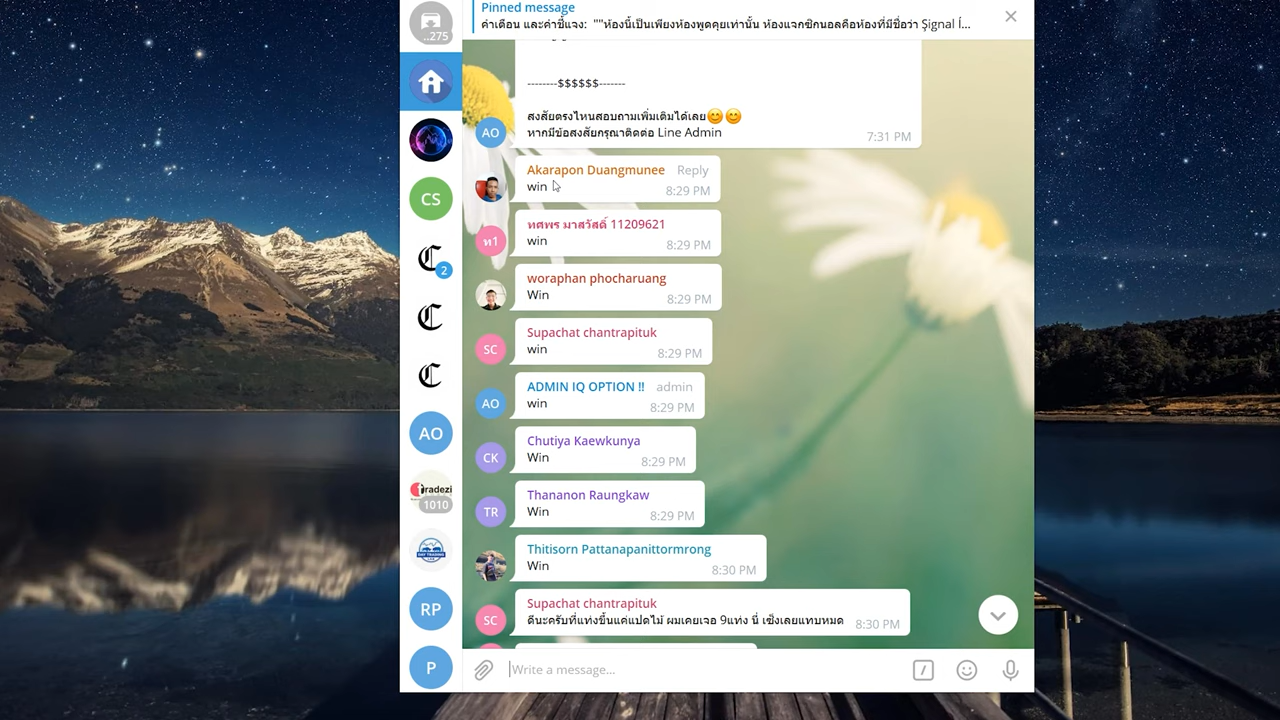 Pinned message
ค่าเตือน และค่าชี้แจง: ""ห้องนี้เป็นเพียงห้องพูดคุยเท่านั้น ห้องแจกซิกนอลคือห้องที่มีชื่อว่า Şignal Í...
..275
--------$$$$$$-------
สงสัยตรงไหนสอบถามเพิ่มเติมได้เลย😊😊
หากมีข้อสงสัยกรุณาติดต่อ Line Admin
7:31 PM
AO
Akarapon Duangmunee Reply
win
8:29 PM
CS
ทศพร มาสวัสดิ์ 11209621
win
8:29 PM
ท1
2
woraphan phocharuang
Win
8:29 PM
Supachat chantrapituk
win
8:29 PM
SC
ADMIN IQ OPTION !! admin
win
8:29 PM
AO
AO
Chutiya Kaewkunya
Win
8:29 PM
CK
Thananon Raungkaw
Win
8:29 PM
TR
tradezi
1010
Thitisorn Pattanapanittormrong
Win
8:30 PM
Supachat chantrapituk
ดีนะครับที่แท่งขึ้นแค่แปดไม้ ผมเคยเจอ 9แท่ง นี่ เซ็งเลยแทบหมด
8:30 PM
SC
RP
P
Write a message...